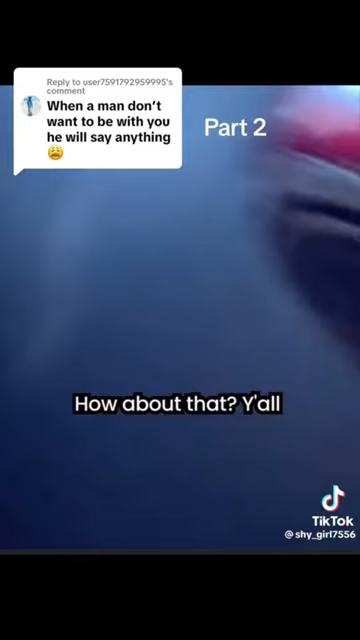 Reply to user7591792959995's
comment
When a man don't
want to be with you
he will say anything
😩
Part 2
How about that? Y'all
TikTok
@shy_girl7556